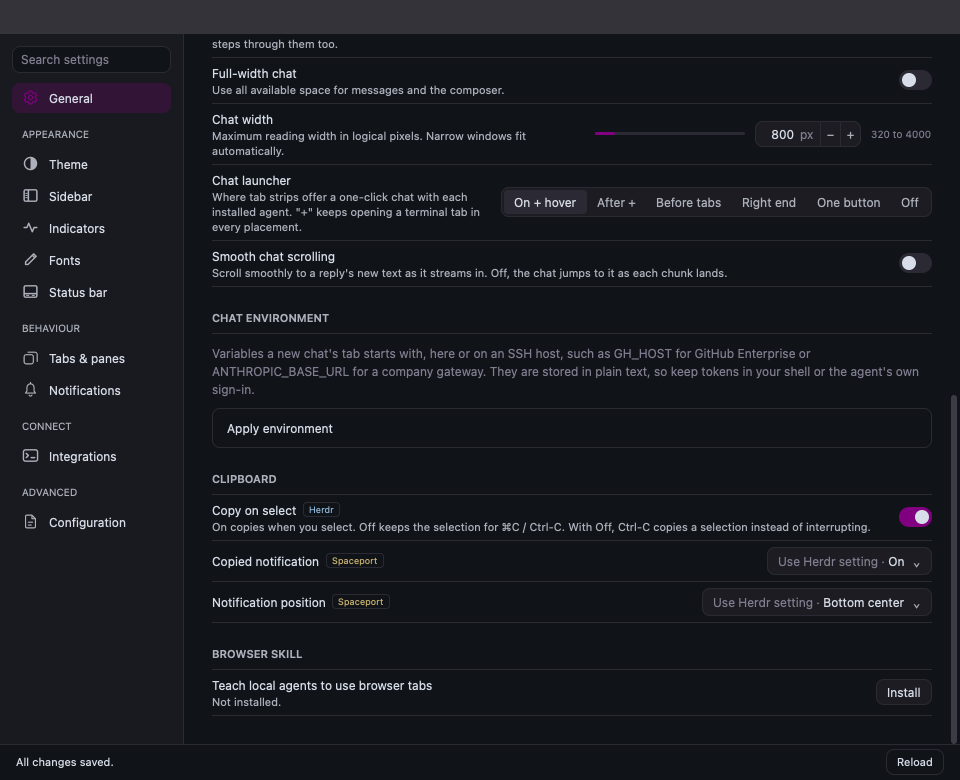 Search settings
General
APPEARANCE
Theme
Sidebar
Indicators
Fonts
Status bar
BEHAVIOUR
Tabs & panes
Notifications
CONNECT
Integrations
ADVANCED
Configuration
steps through them too.
Full-width chat
Use all available space for messages and the composer.
Chat width
Maximum reading width in logical pixels. Narrow windows fit
automatically.
800 px − + 320 to 4000
Chat launcher
Where tab strips offer a one-click chat with each
installed agent. "+" keeps opening a terminal tab in
every placement.
On + hover After + Before tabs Right end One button Off
Smooth chat scrolling
Scroll smoothly to a reply's new text as it streams in. Off, the chat jumps to it as each chunk lands.
CHAT ENVIRONMENT
Variables a new chat's tab starts with, here or on an SSH host, such as GH_HOST for GitHub Enterprise or
ANTHROPIC_BASE_URL for a company gateway. They are stored in plain text, so keep tokens in your shell or the agent's own
sign-in.
Apply environment
CLIPBOARD
Copy on select Herdr
On copies when you select. Off keeps the selection for ⌘C / Ctrl-C. With Off, Ctrl-C copies a selection instead of interrupting.
Copied notification Spaceport
Use Herdr setting · On
Notification position Spaceport
Use Herdr setting · Bottom center
BROWSER SKILL
Teach local agents to use browser tabs
Not installed.
Install
All changes saved.
Reload